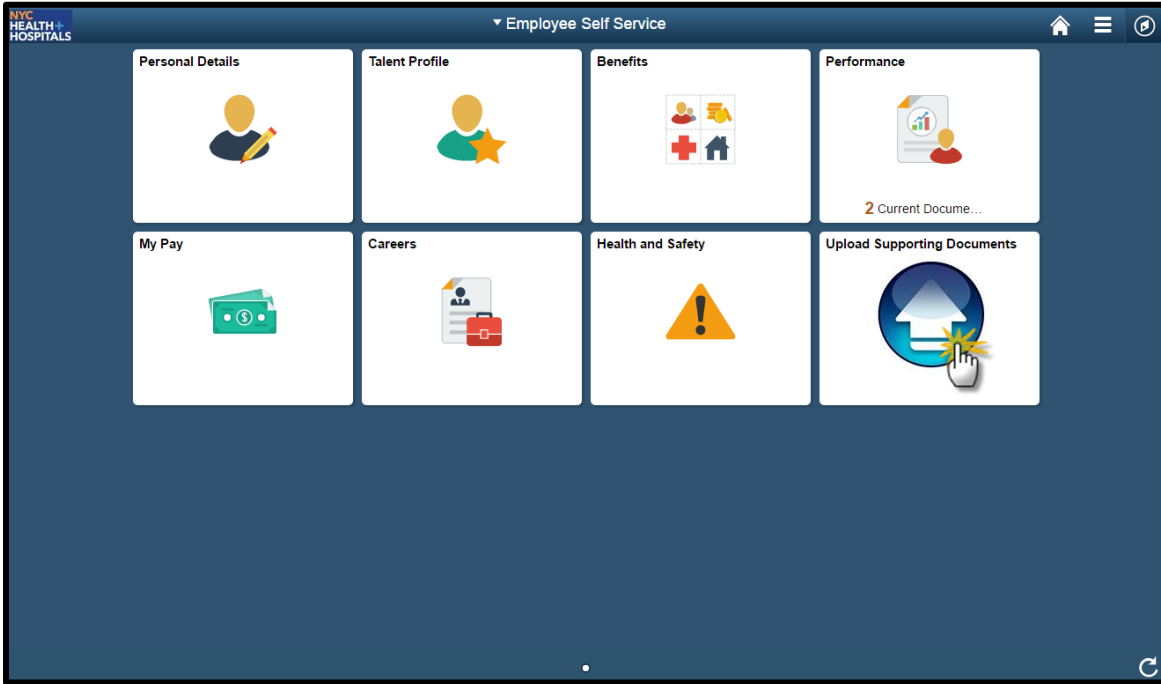 NYC
HEALTH+
HOSPITALS
Employee Self Service
Personal Details
Talent Profile
Benefits
Performance
2 Current Docume...
My Pay
Careers
Health and Safety
Upload Supporting Documents